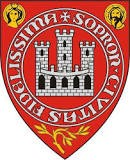 ✠ SOPRON · CIVITAS FIDELISSIMA